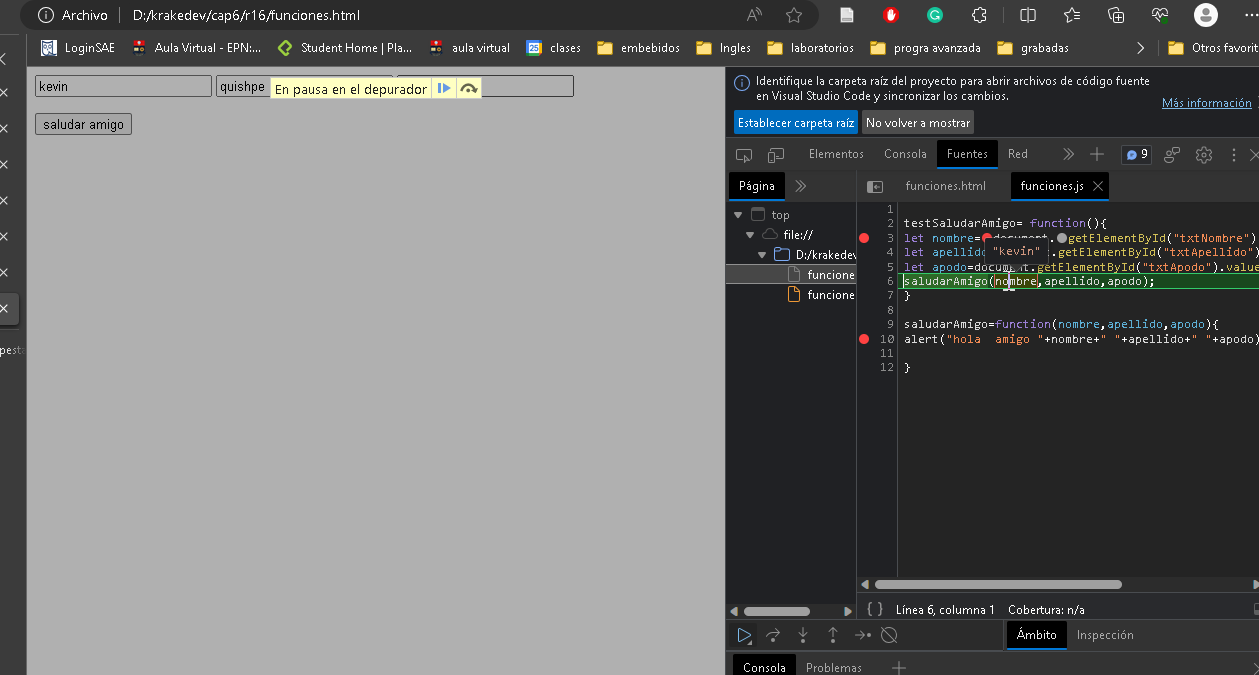 Archivo D:/krakedev/cap6/r16/funciones.html
LoginSAE Aula Virtual - EPN:... Student Home | Pla... aula virtual 25 clases embebidos Ingles laboratorios progra avanzada grabadas Otros favorit
kevin quishpe
En pausa en el depurador
saludar amigo
pesta
Identifique la carpeta raíz del proyecto para abrir archivos de código fuente
en Visual Studio Code y sincronizar los cambios.
Más información
Establecer carpeta raíz No volver a mostrar
Elementos Consola Fuentes Red 9
Página
funciones.html funciones.js
top
file://
D:/krakedev
funcione
funcione
1
2 testSaludarAmigo= function(){
3 let nombre=document.getElementById("txtNombre")
"kevin"
4 let apellido .getElementById("txtApellido")
5 let apodo=document.getElementById("txtApodo").value
6 saludarAmigo(nombre,apellido,apodo);
7 }
8
9 saludarAmigo=function(nombre,apellido,apodo){
10 alert("hola  amigo "+nombre+" "+apellido+" "+apodo)
11
12 }
{ } Línea 6, columna 1 Cobertura: n/a
Ámbito Inspección
Consola Problemas